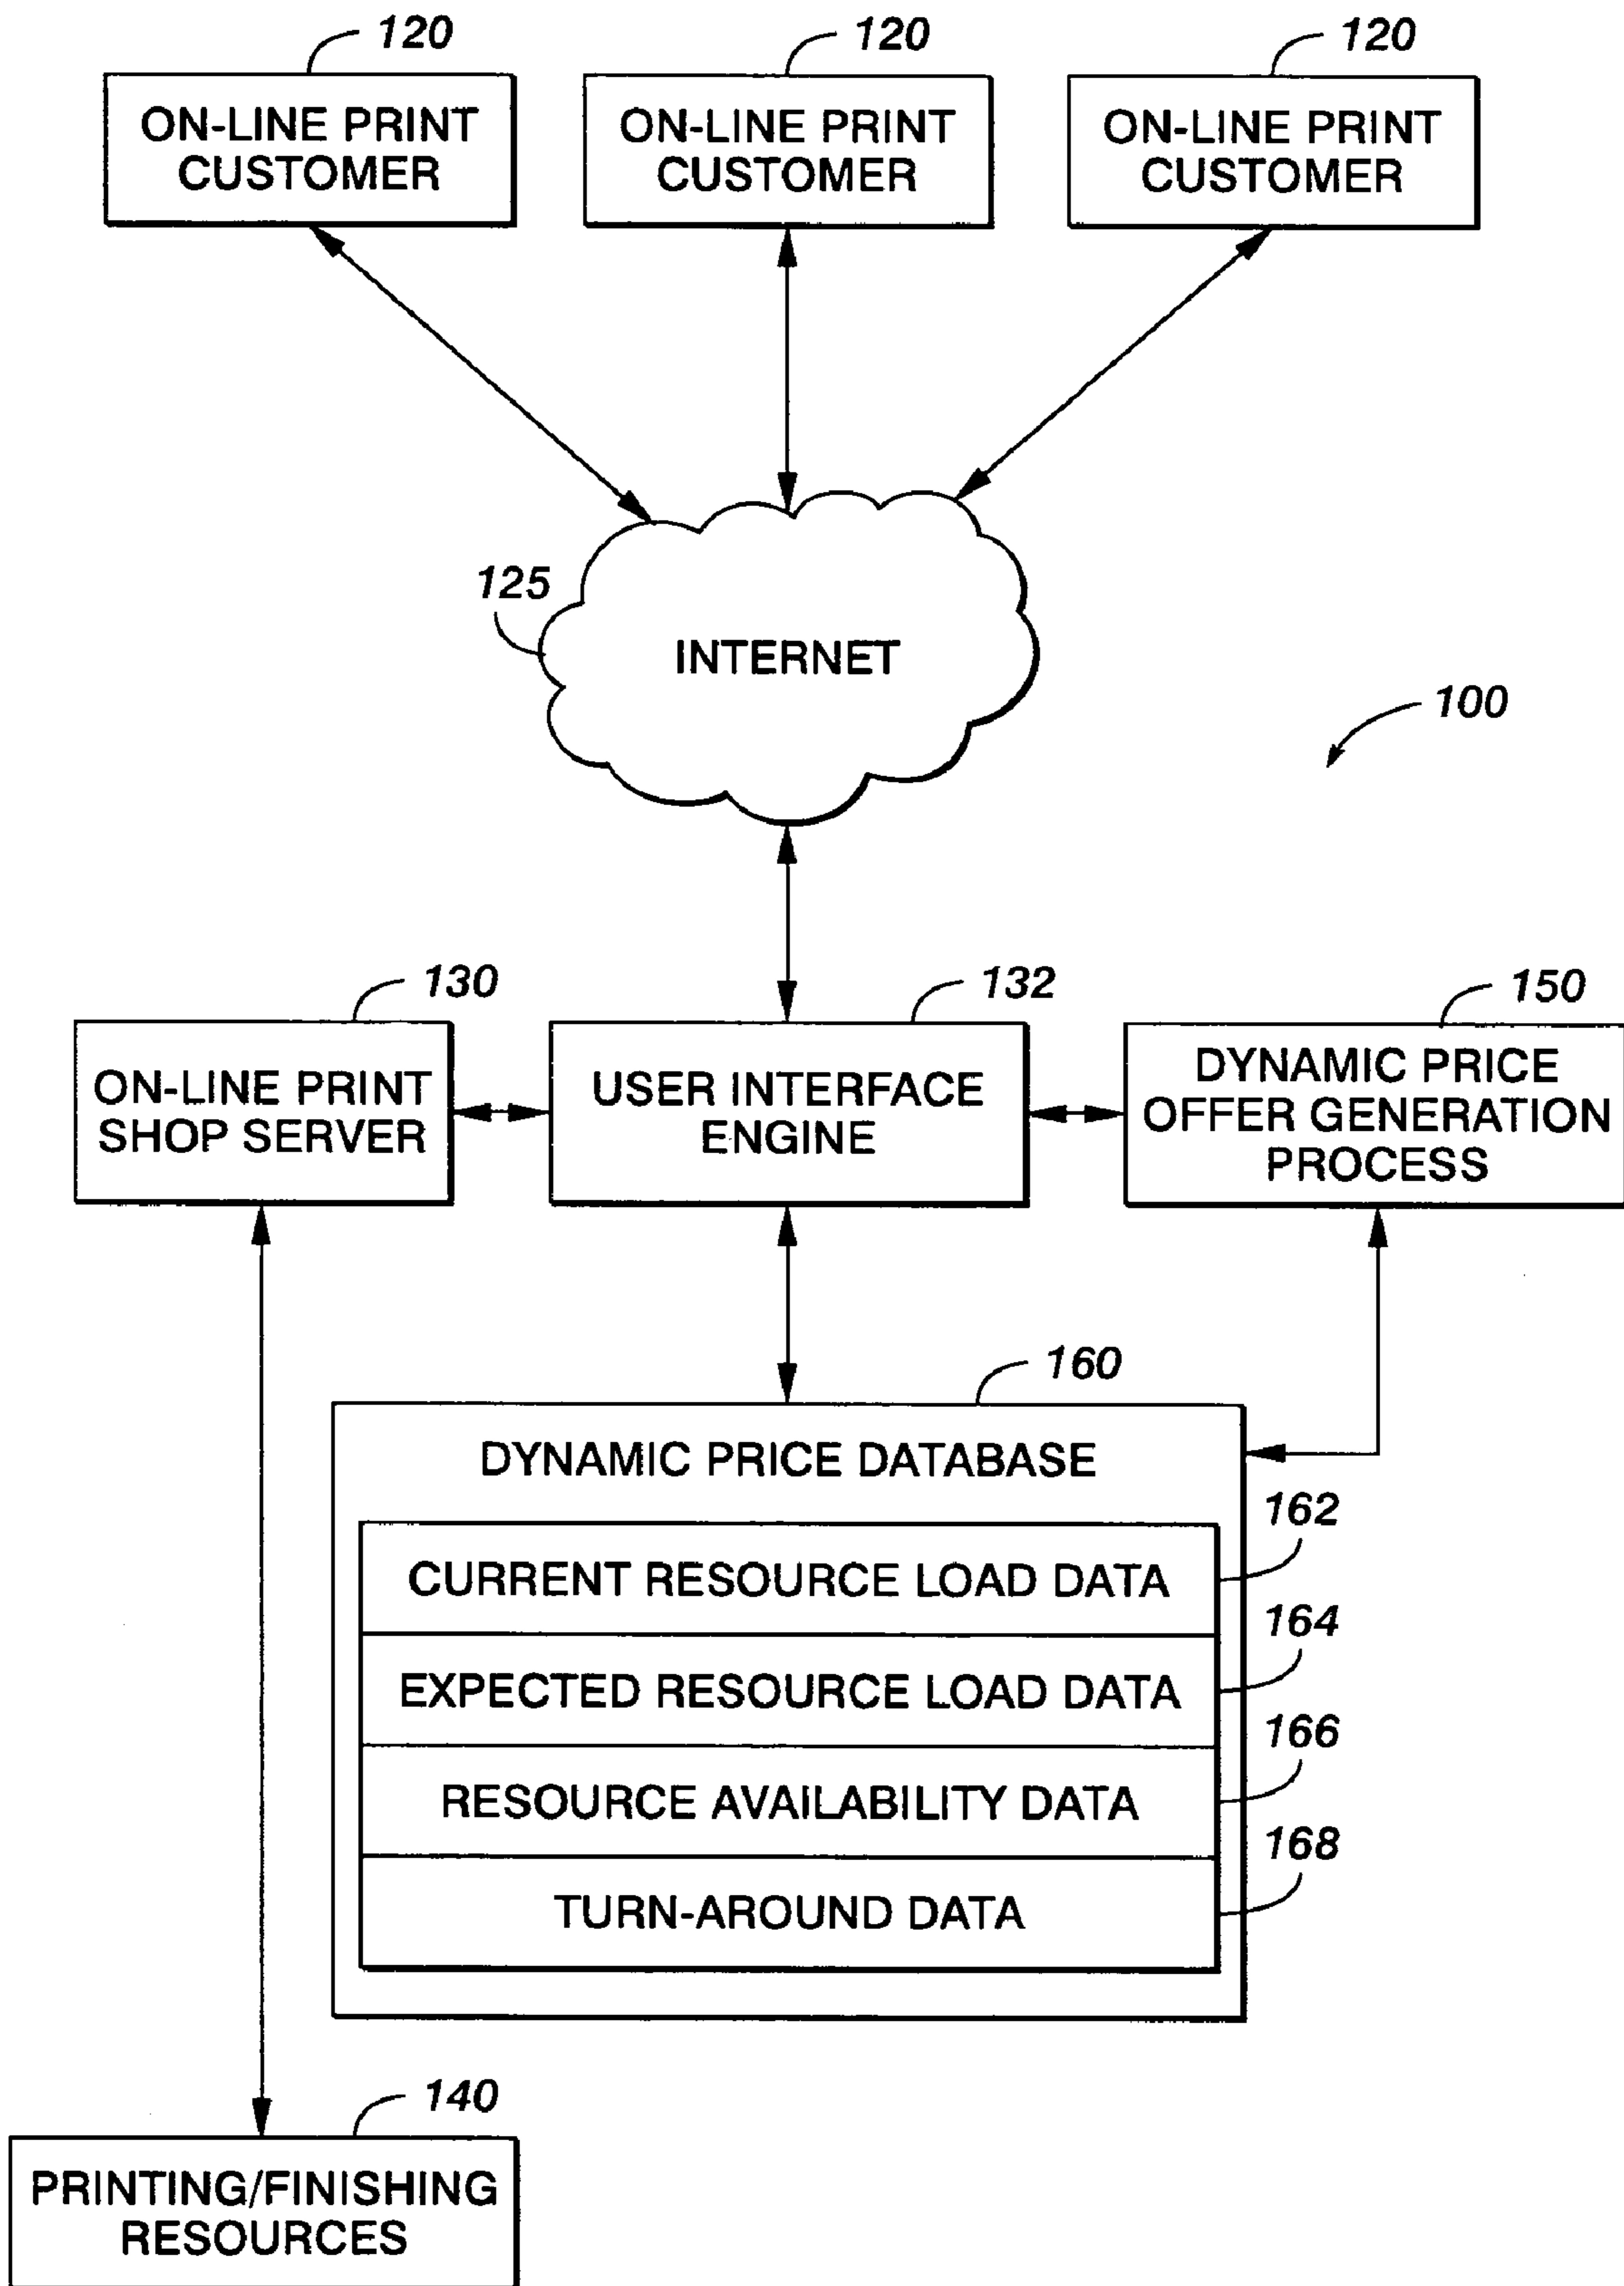 120
120
120
ON-LINE PRINT
CUSTOMER
ON-LINE PRINT
CUSTOMER
ON-LINE PRINT
CUSTOMER
125
INTERNET
100
130
132
150
ON-LINE PRINT
SHOP SERVER
USER INTERFACE
ENGINE
DYNAMIC PRICE
OFFER GENERATION
PROCESS
160
DYNAMIC PRICE DATABASE
162
CURRENT RESOURCE LOAD DATA
164
EXPECTED RESOURCE LOAD DATA
166
RESOURCE AVAILABILITY DATA
168
TURN-AROUND DATA
140
PRINTING/FINISHING
RESOURCES